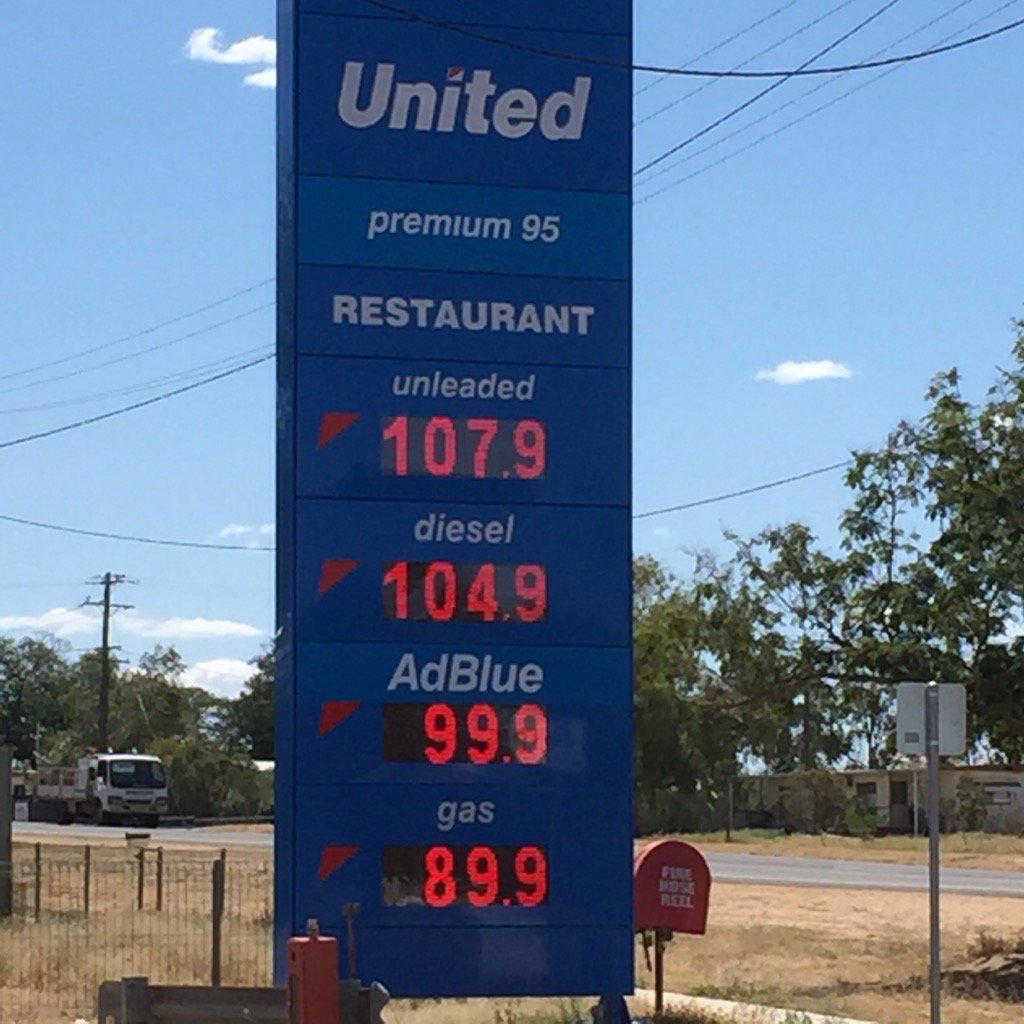 United
premium 95
RESTAURANT
unleaded
107.9
diesel
104.9
AdBlue
99.9
gas
89.9
FIRE
HOSE
REEL